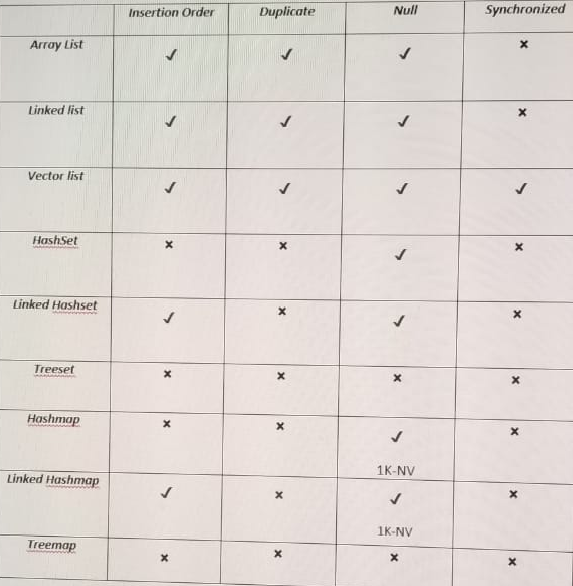 Insertion Order Duplicate Null Synchronized
Array List ✓ ✓ ✓ ×
Linked list ✓ ✓ ✓ ×
Vector list ✓ ✓ ✓ ✓
HashSet × × ✓ ×
Linked Hashset ✓ × ✓ ×
Treeset × × × ×
Hashmap × × ✓ ×
1K-NV
Linked Hashmap ✓ × ✓ ×
1K-NV
Treemap × × × ×